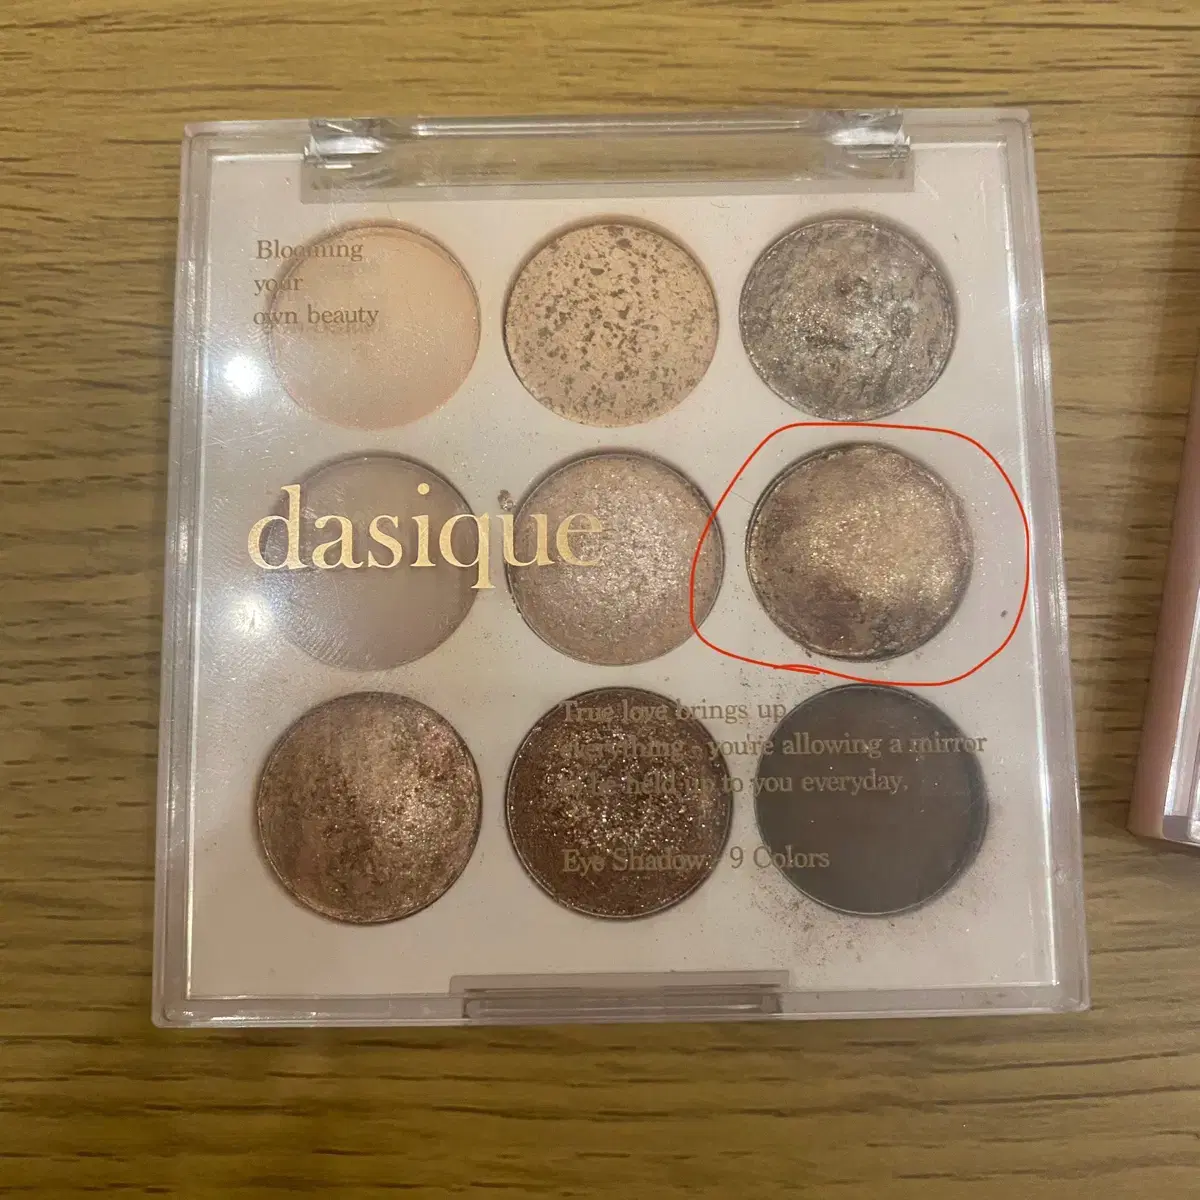 Blooming
your
own beauty
dasique
True love brings up
everything - you're allowing a mirror
to be held up to you everyday.
Eye Shadow - 9 Colors